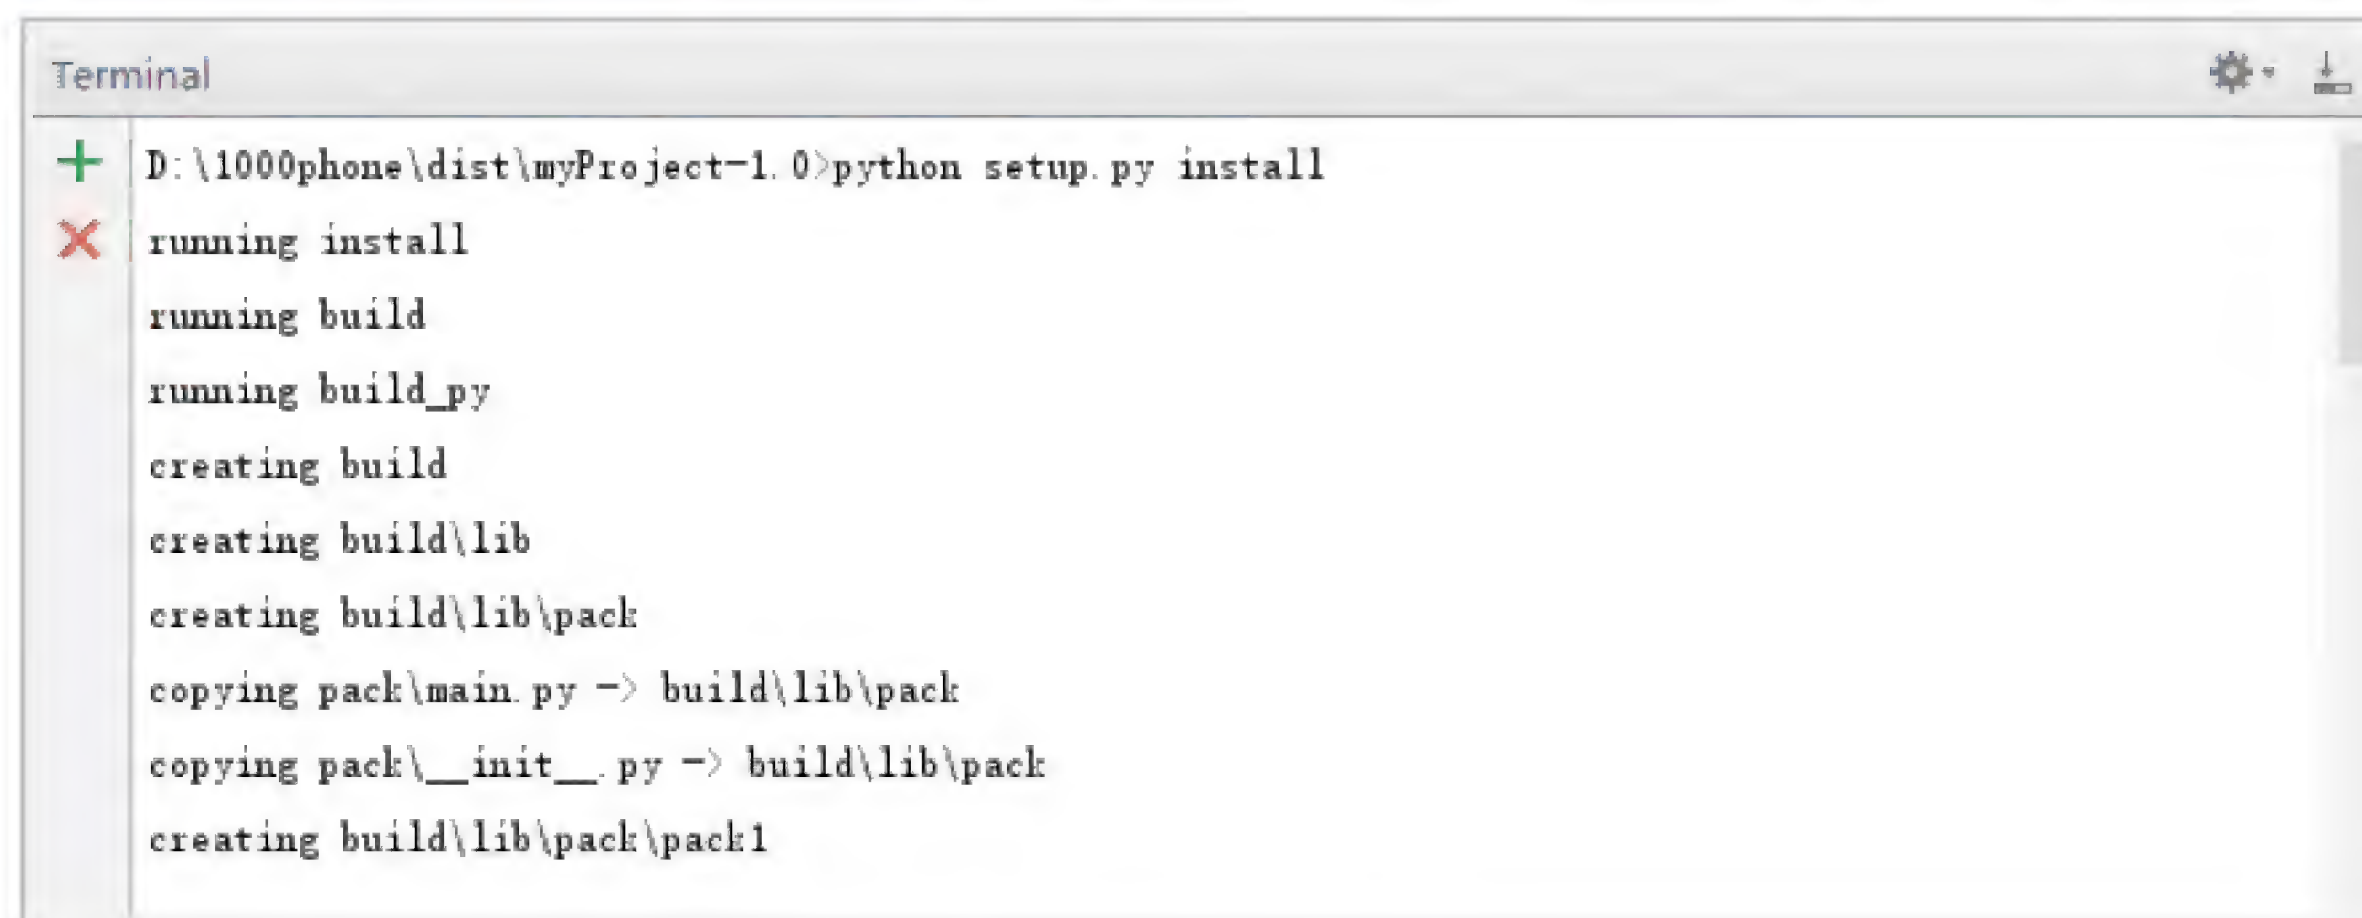 Terminal
D:\1000phone\dist\myProject-1.0>python setup.py install
running install
running build
running build_py
creating build
creating build\lib
creating build\lib\pack
copying pack\main.py -> build\lib\pack
copying pack\__init__.py -> build\lib\pack
creating build\lib\pack\pack1